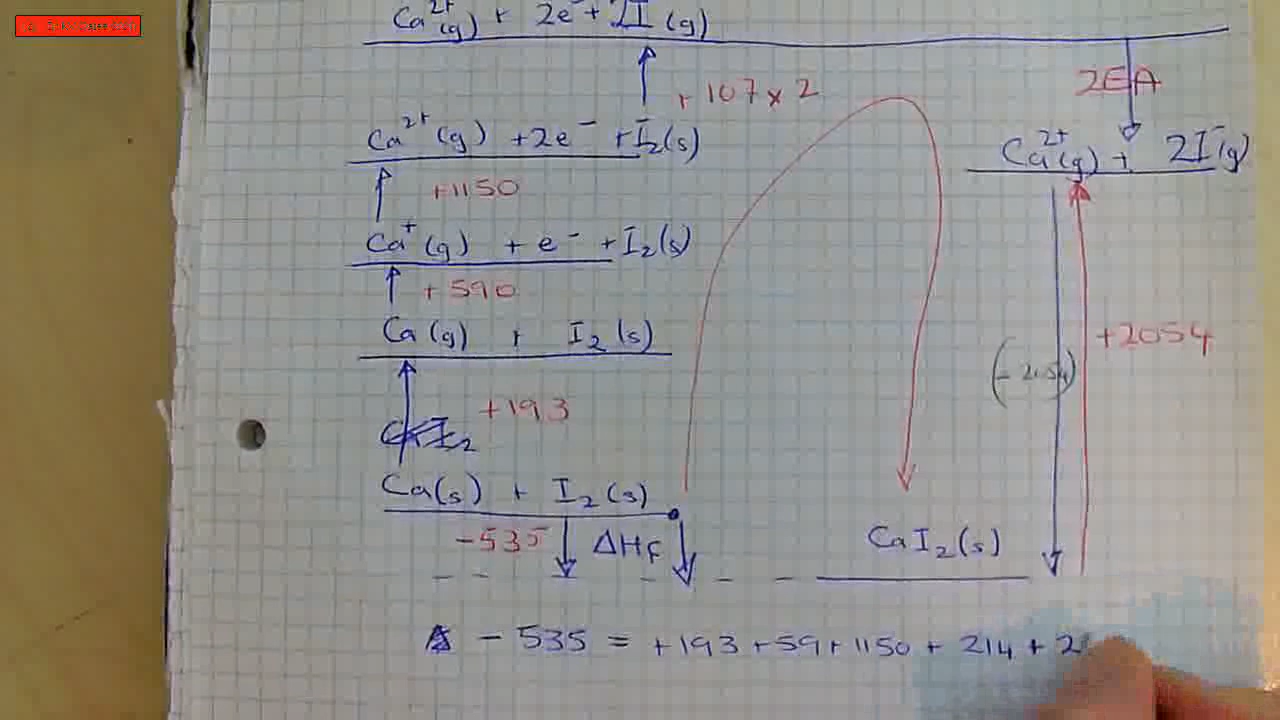 Ca²⁺(g) + 2e⁻ + 2I (g)
+107 x 2
2EA
Ca²⁺(g) + 2e⁻ + I₂(s)
Ca²⁺(g) + 2I⁻(g)
+1150
Ca⁺(g) + e⁻ + I₂(s)
+590
Ca(g) + I₂(s)
+2054
(-2054)
+193
CaI₂
Ca(s) + I₂(s)
-535 ΔHf
CaI₂(s)
- 535 = +193+59+1150 + 214 + 2